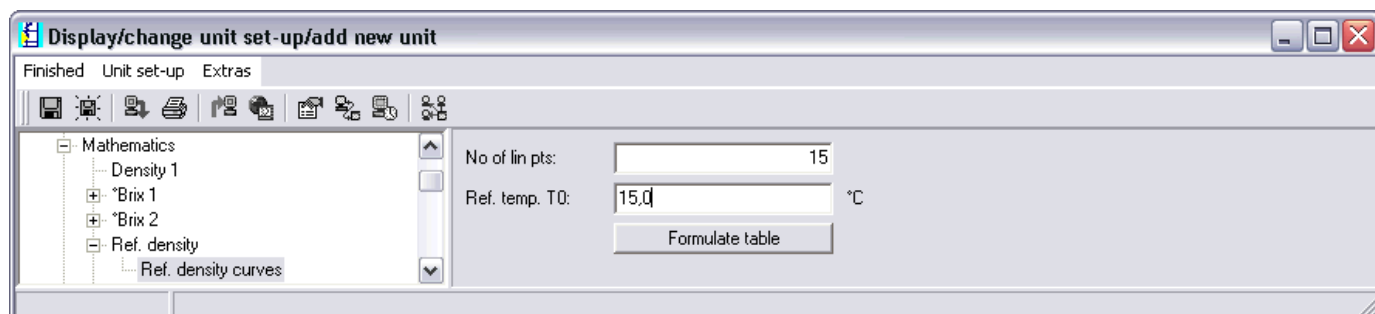 Display/change unit set-up/add new unit
Finished Unit set-up Extras
Mathematics
Density 1
°Brix 1
°Brix 2
Ref. density
Ref. density curves
No of lin pts: 15
Ref. temp. T0: 15,0 °C
Formulate table